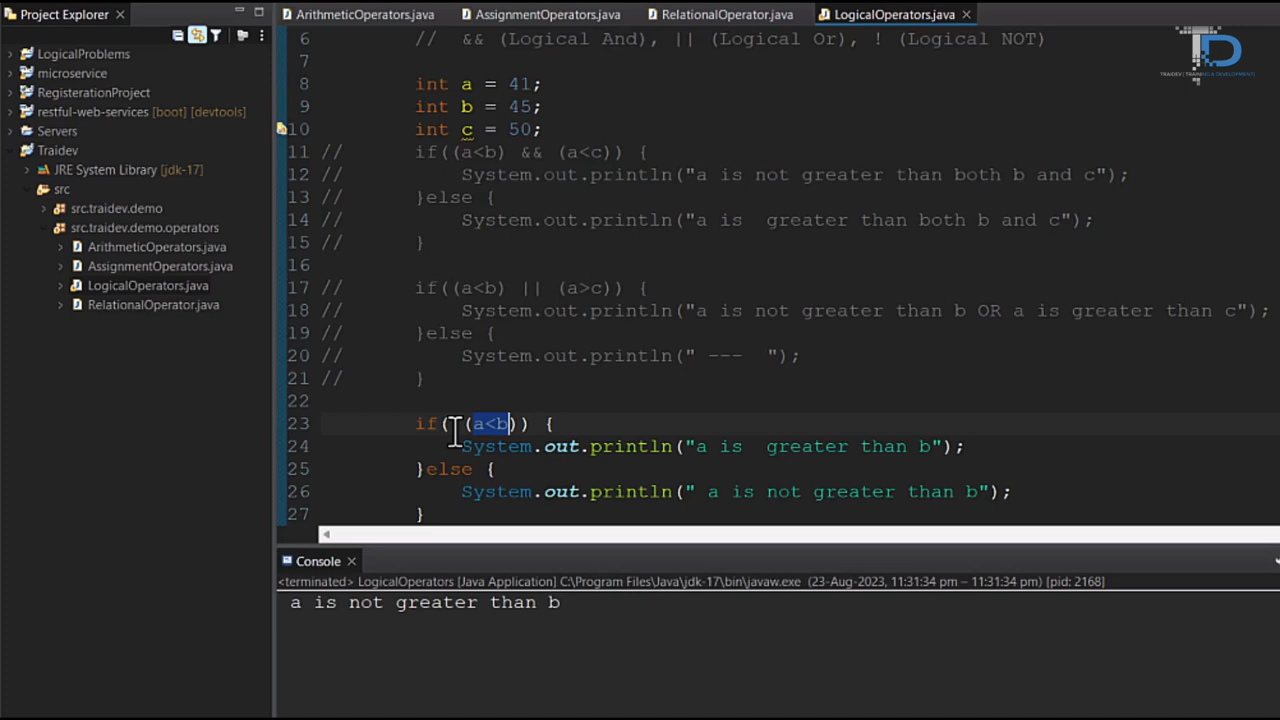 Project Explorer
ArithmeticOperators.java
AssignmentOperators.java
RelationalOperator.java
LogicalOperators.java
TD
TRAIDEV
LogicalProblems
microservice
RegisterationProject
restful-web-services [boot] [devtools]
Servers
Traidev
JRE System Library [jdk-17]
src
src.traidev.demo
src.traidev.demo.operators
ArithmeticOperators.java
AssignmentOperators.java
LogicalOperators.java
RelationalOperator.java
6 // && (Logical And), || (Logical Or), ! (Logical NOT)
7
8 int a = 41;
9 int b = 45;
10 int c = 50;
11 // if((a<b) && (a<c)) {
12 // System.out.println("a is not greater than both b and c");
13 // }else {
14 // System.out.println("a is  greater than both b and c");
15 // }
16
17 // if((a<b) || (a>c)) {
18 // System.out.println("a is not greater than b OR a is greater than c");
19 // }else {
20 // System.out.println(" ---  ");
21 // }
22
23 if( (a<b)) {
24 System.out.println("a is  greater than b");
25 }else {
26 System.out.println(" a is not greater than b");
27 }
Console
<terminated> LogicalOperators [Java Application] C:\Program Files\Java\jdk-17\bin\javaw.exe (23-Aug-2023, 11:31:34 pm – 11:31:34 pm) [pid: 2168]
a is not greater than b